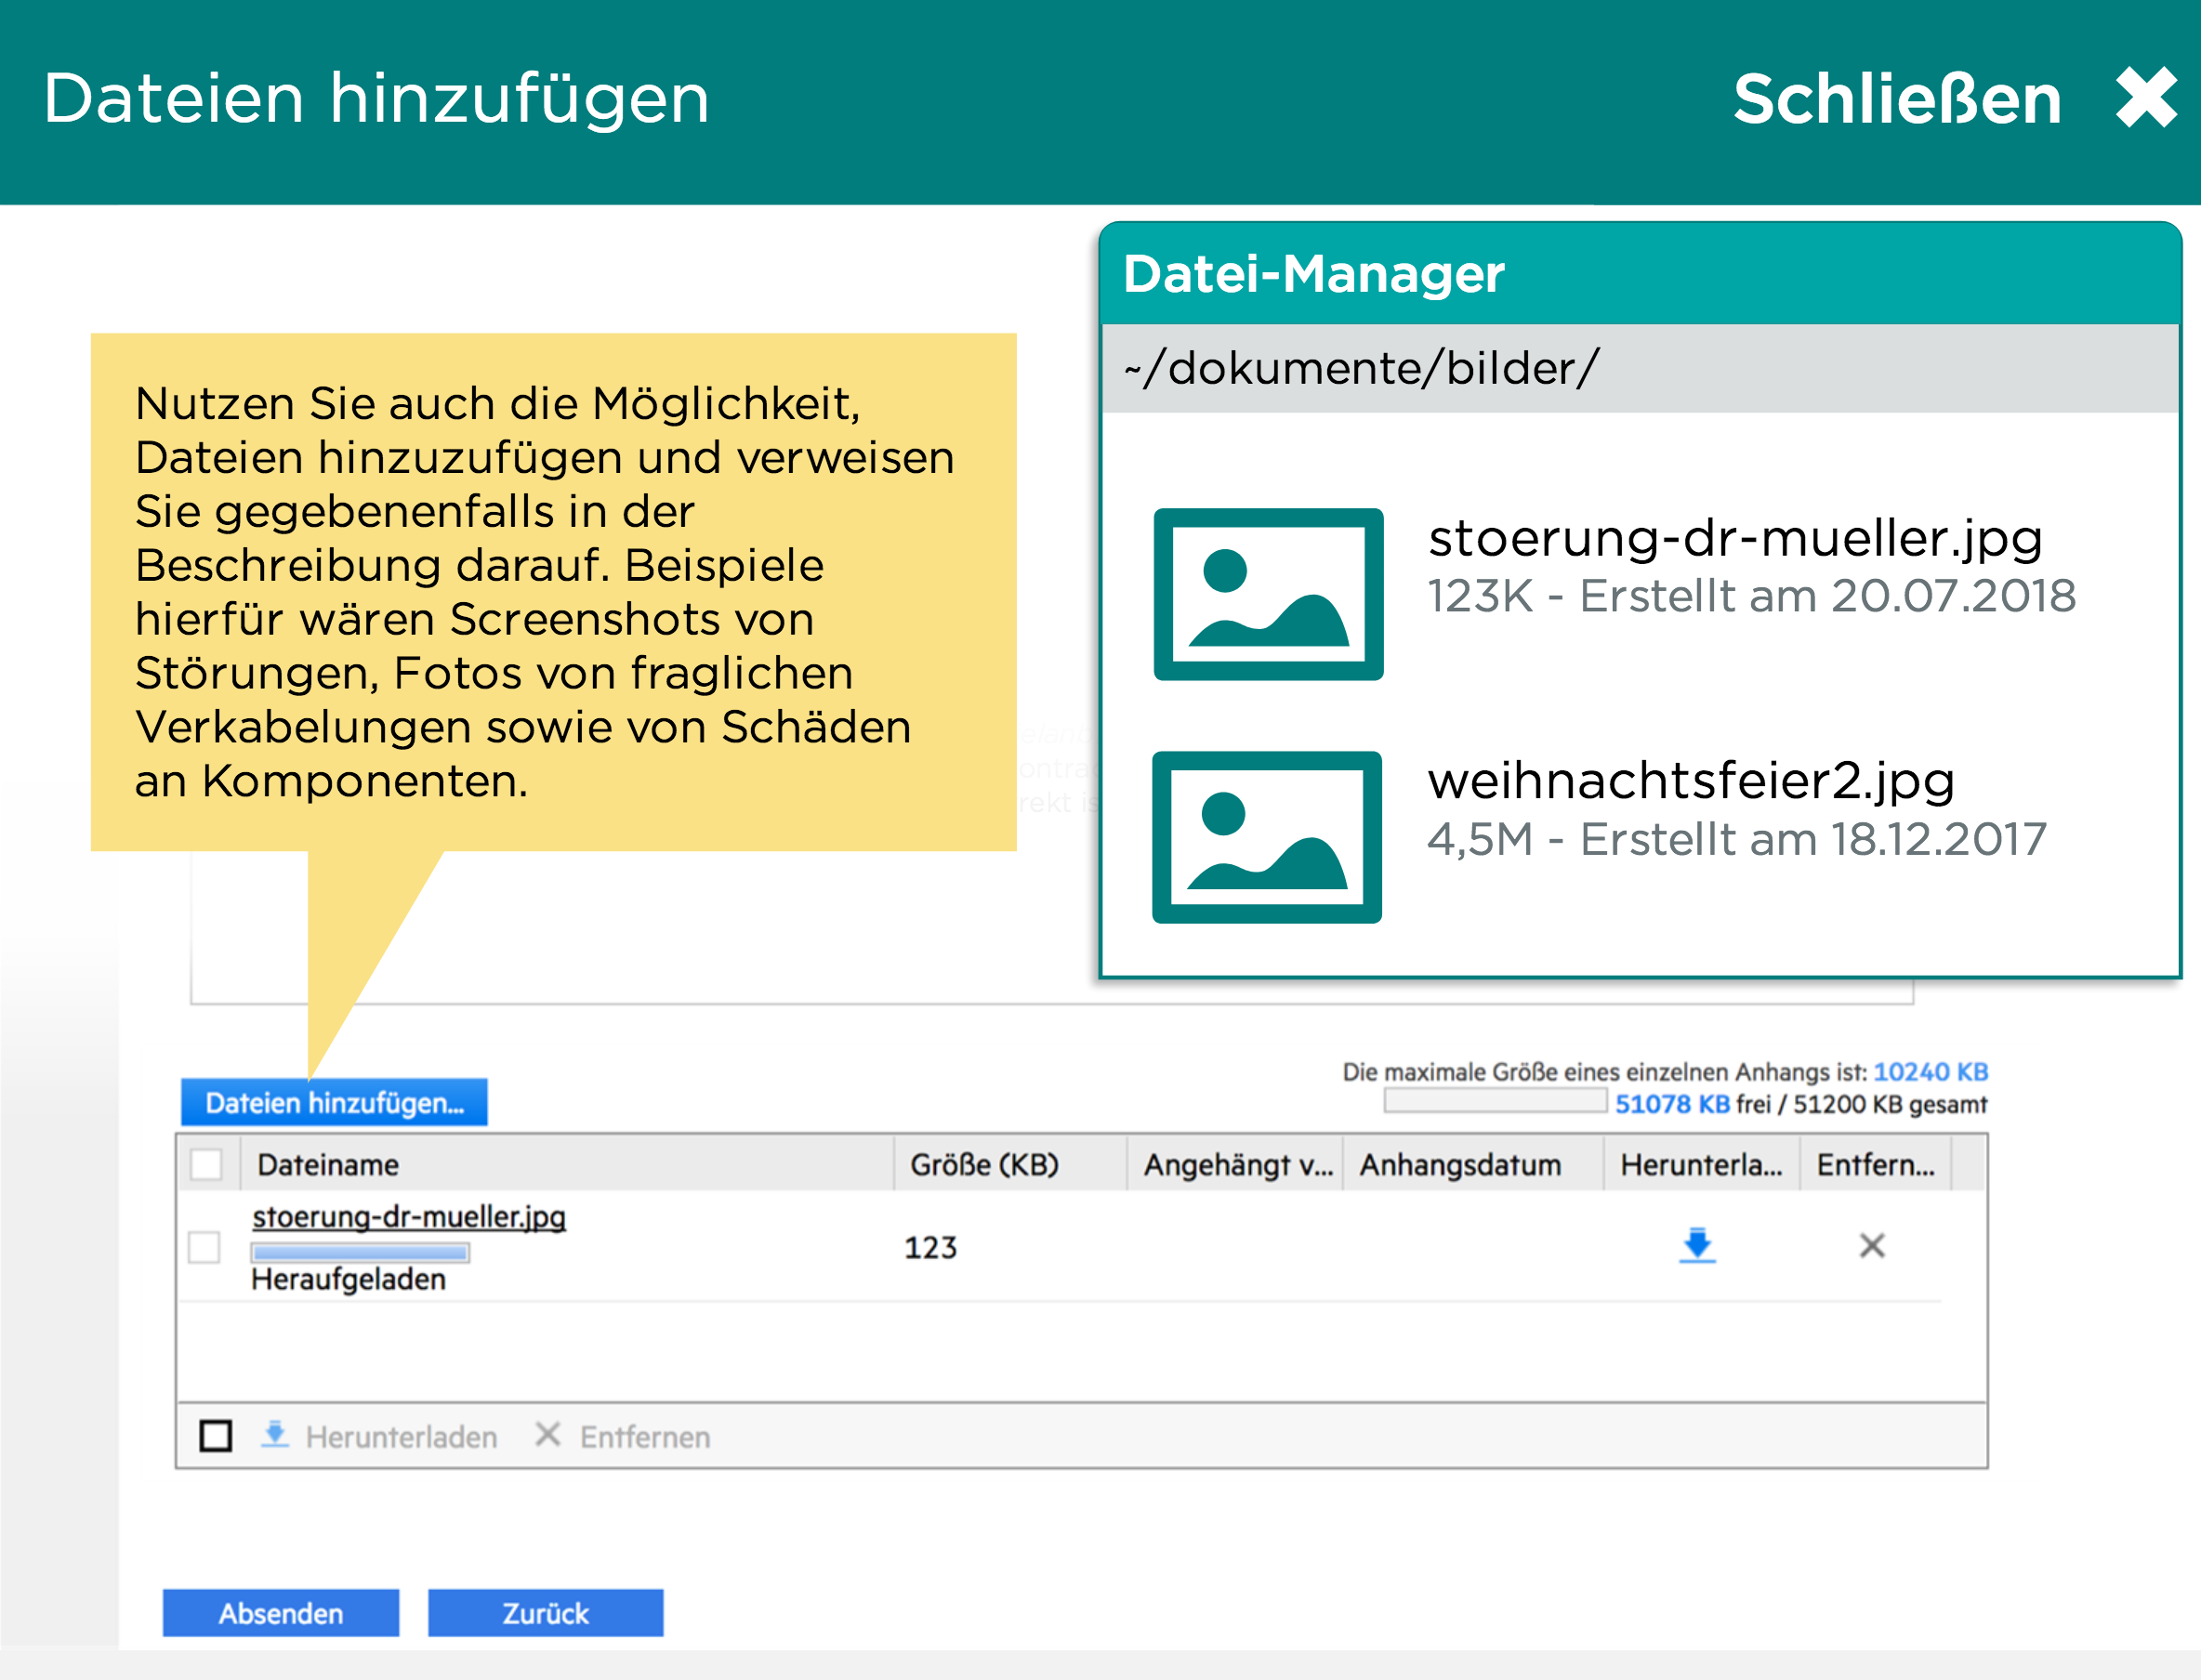 Dateien hinzufügen
Schließen
Datei-Manager
~/dokumente/bilder/
stoerung-dr-mueller.jpg
123K - Erstellt am 20.07.2018
weihnachtsfeier2.jpg
4,5M - Erstellt am 18.12.2017
Nutzen Sie auch die Möglichkeit,
Dateien hinzuzufügen und verweisen
Sie gegebenenfalls in der
Beschreibung darauf. Beispiele
hierfür wären Screenshots von
Störungen, Fotos von fraglichen
Verkabelungen sowie von Schäden
an Komponenten.
Die maximale Größe eines einzelnen Anhangs ist: 10240 KB
51078 KB frei / 51200 KB gesamt
Dateien hinzufügen...
Dateiname Größe (KB) Angehängt v... Anhangsdatum Herunterla... Entfern...
stoerung-dr-mueller.jpg
123
Heraufgeladen
Herunterladen Entfernen
Absenden Zurück